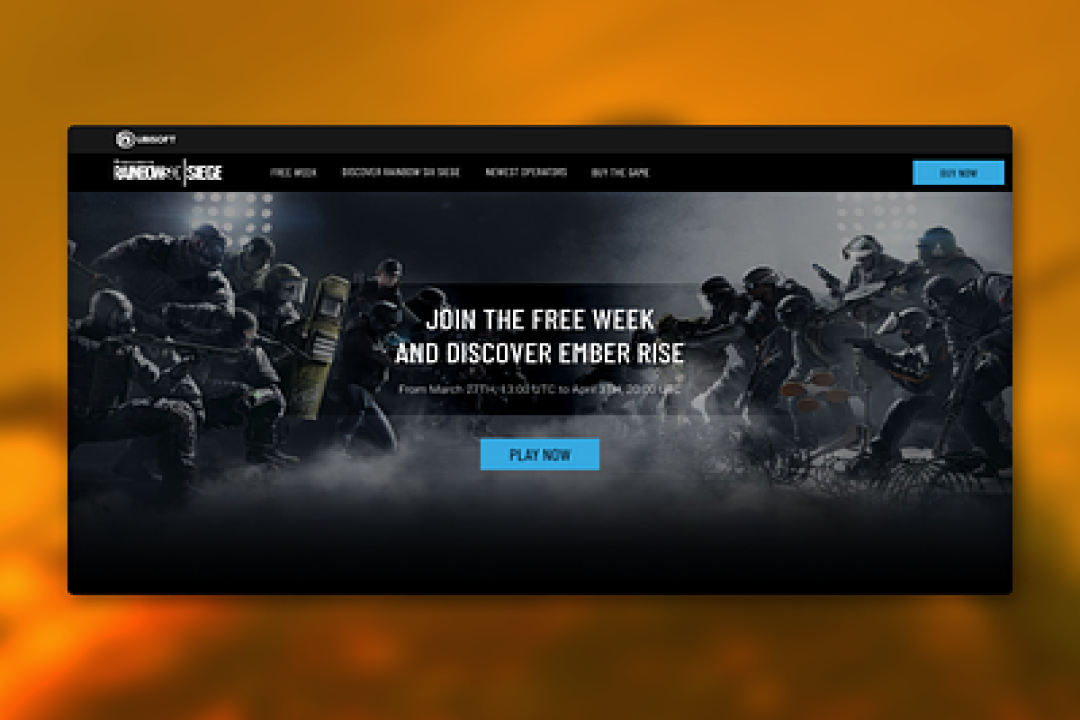 UBISOFT
RAINBOW SIX | SIEGE
FREE WEEK
DISCOVER RAINBOW SIX SIEGE
NEWEST OPERATORS
BUY THE GAME
BUY NOW
JOIN THE FREE WEEK
AND DISCOVER EMBER RISE
From March 27TH, 13:00 UTC to April 3TH, 20:00 UTC
PLAY NOW